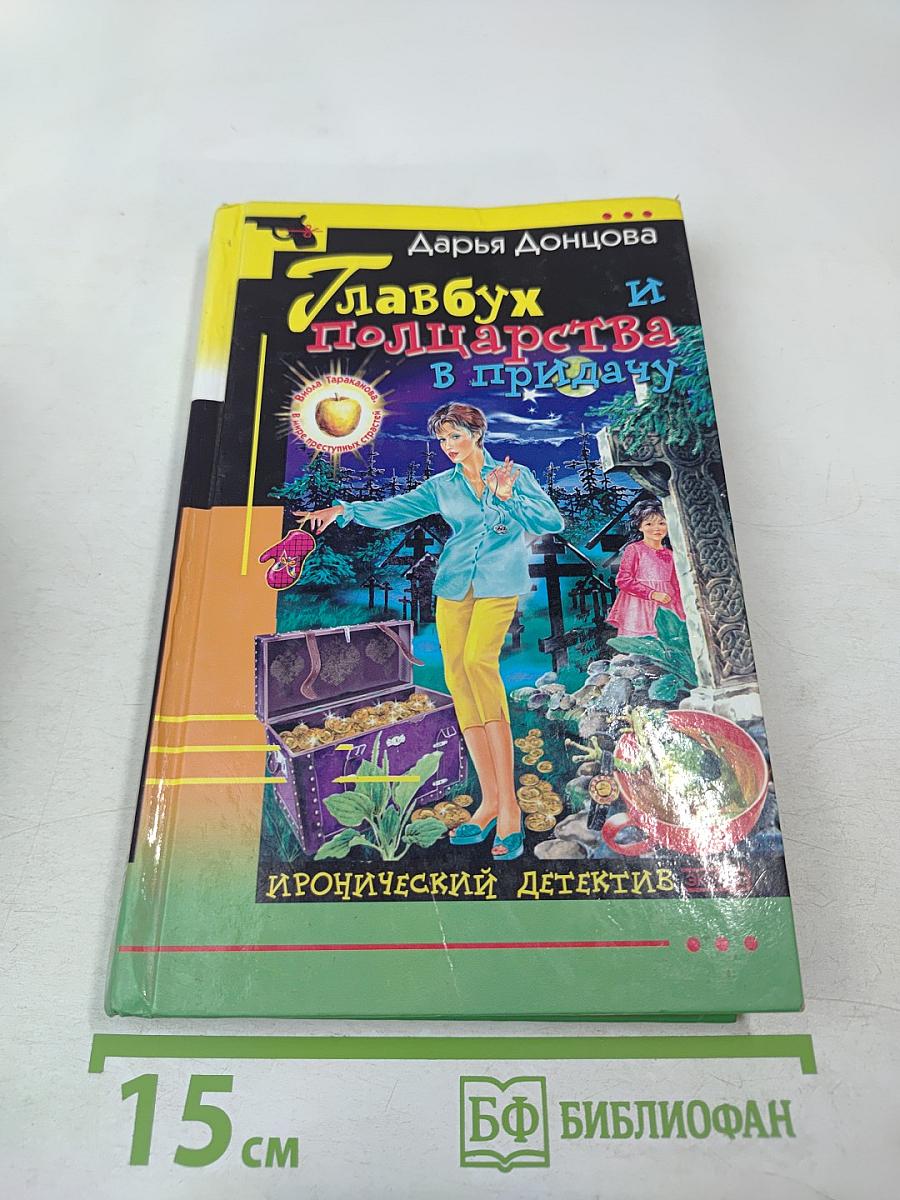 Дарья Донцова
Главбух и
полцарства
в придачу
Виола Тараканова.
В мире преступных страстей
ИРОНИЧЕСКИЙ ДЕТЕКТИВ
15 см
БФ БИБЛИОФАН